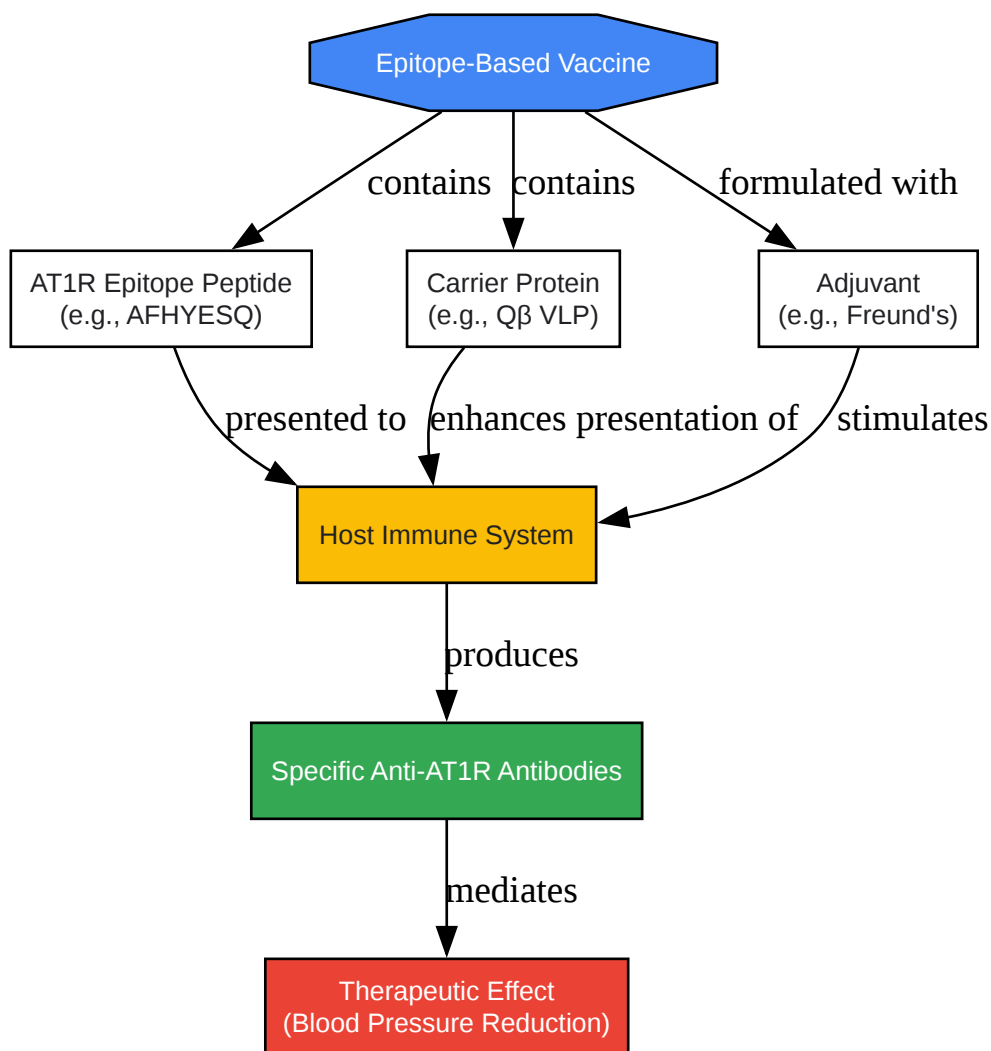 Epitope-Based Vaccine
contains
contains
formulated with
AT1R Epitope Peptide
(e.g., AFHYESQ)
Carrier Protein
(e.g., Qβ VLP)
Adjuvant
(e.g., Freund's)
presented to
enhances presentation of
stimulates
Host Immune System
produces
Specific Anti-AT1R Antibodies
mediates
Therapeutic Effect
(Blood Pressure Reduction)